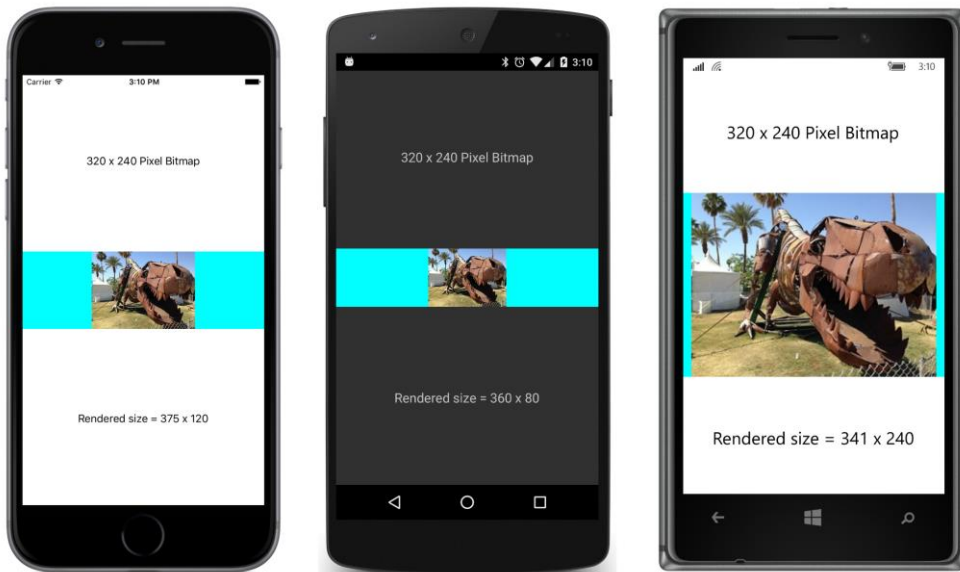 Carrier 3:10 PM
320 x 240 Pixel Bitmap
Rendered size = 375 x 120
3:10
320 x 240 Pixel Bitmap
Rendered size = 360 x 80
3:10
320 x 240 Pixel Bitmap
Rendered size = 341 x 240